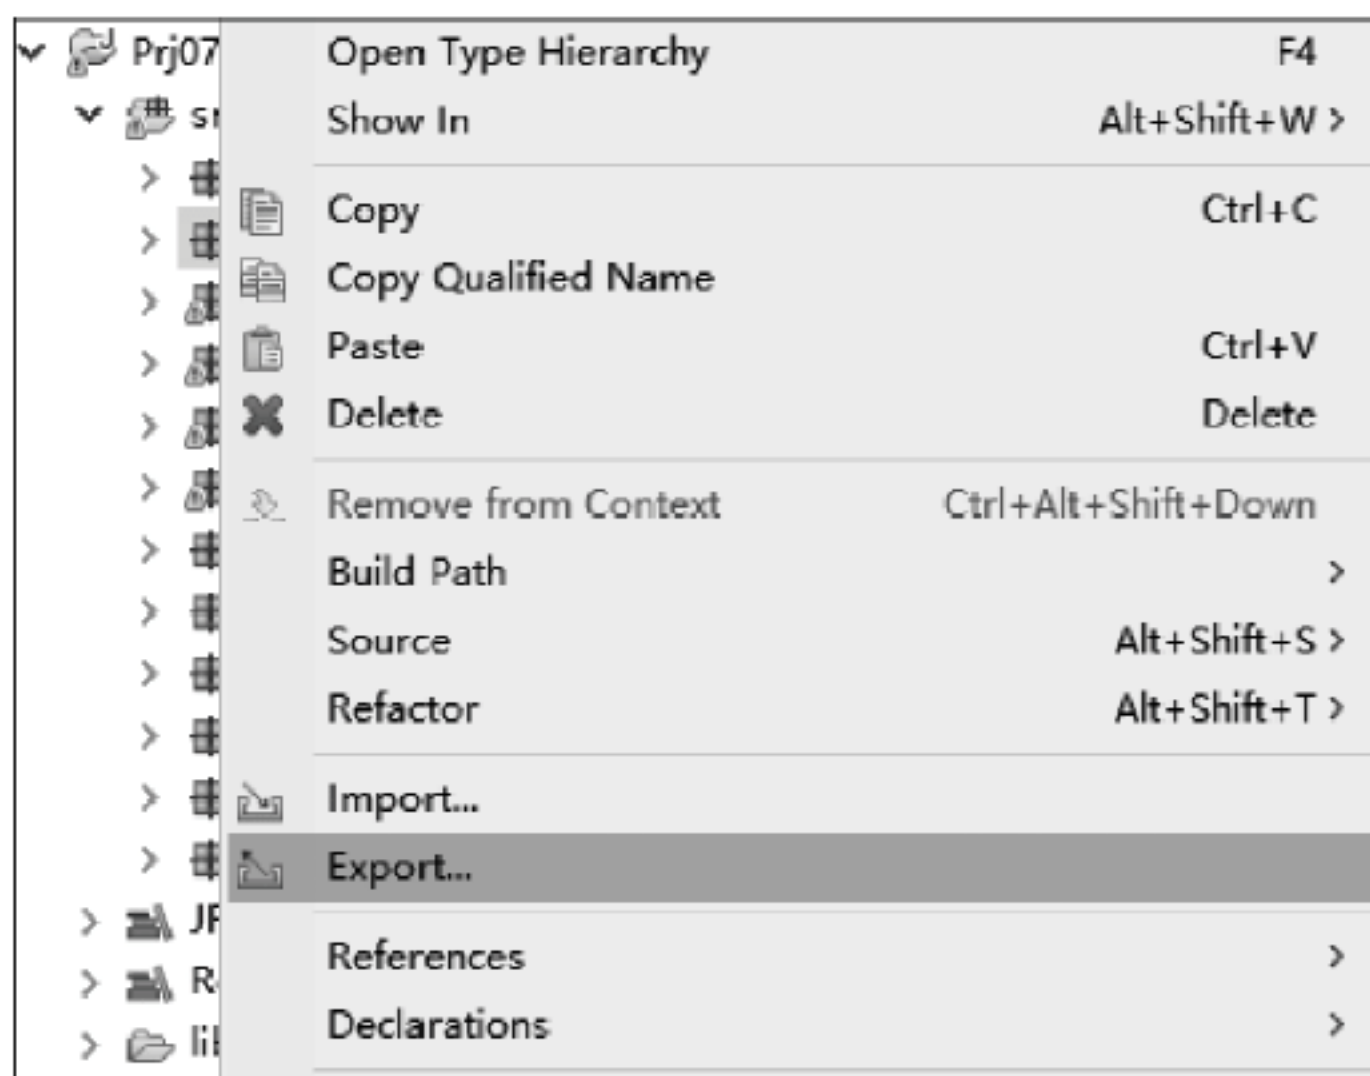 Prj07
Open Type Hierarchy F4
Show In Alt+Shift+W
Copy Ctrl+C
Copy Qualified Name
Paste Ctrl+V
Delete Delete
Remove from Context Ctrl+Alt+Shift+Down
Build Path
Source Alt+Shift+S
Refactor Alt+Shift+T
Import...
Export...
References
Declarations